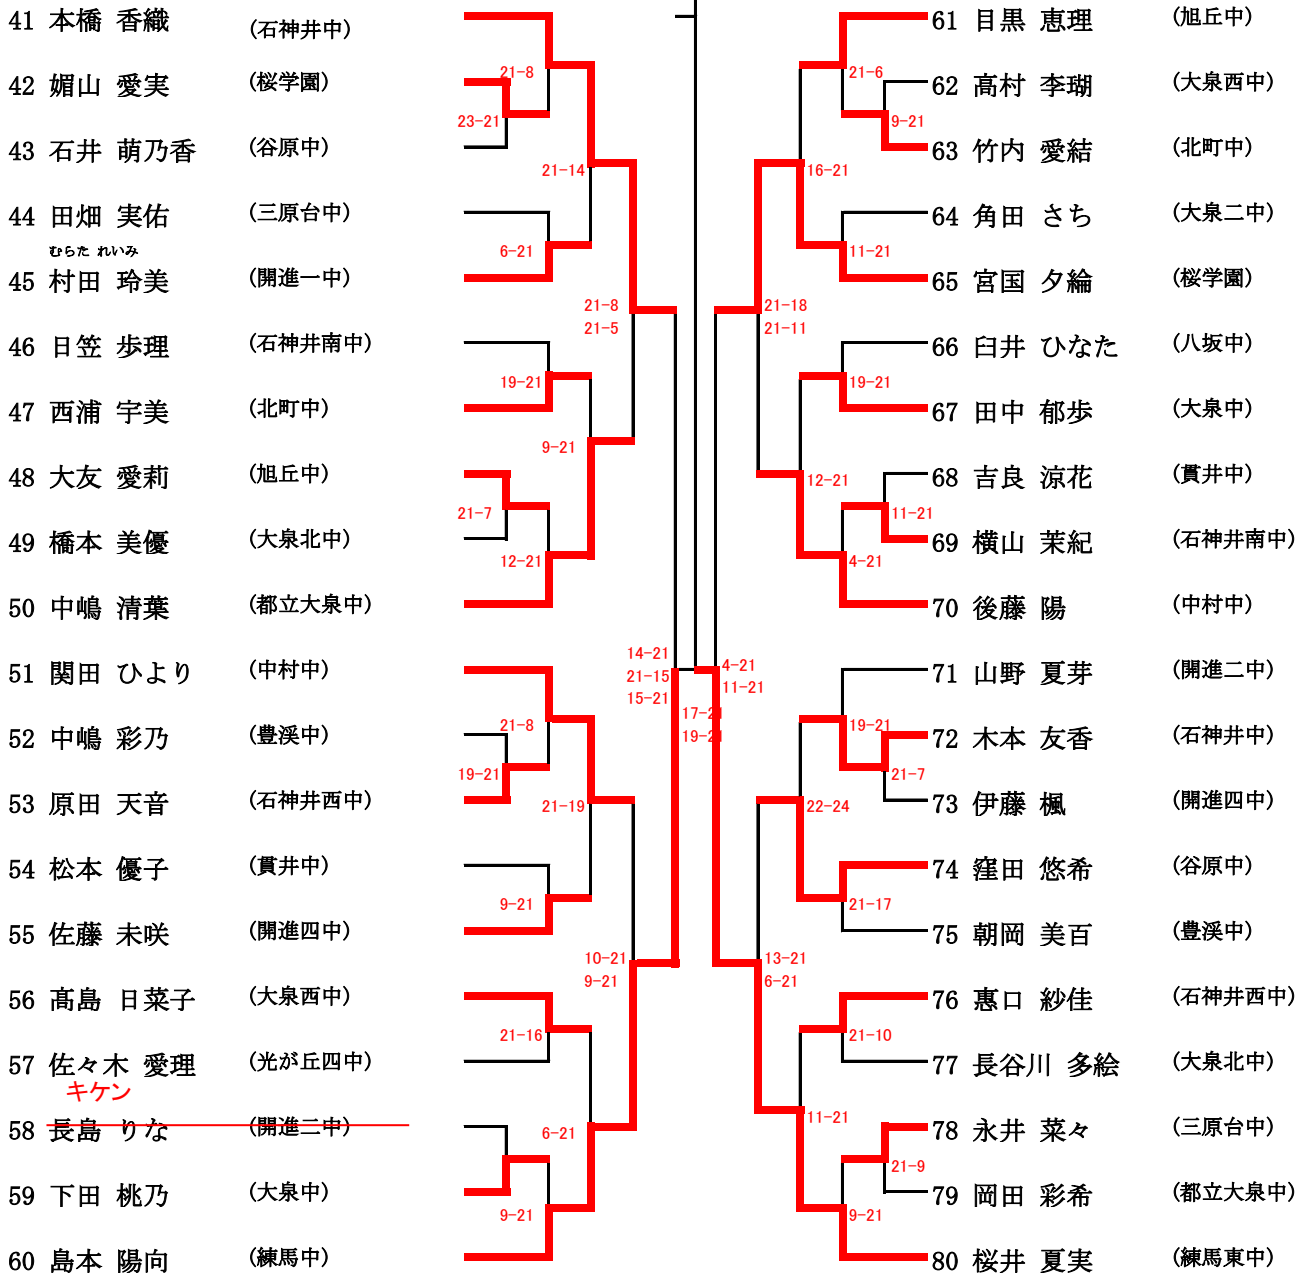 41 本橋 香織 (石神井中)
21-8
42 媚山 愛実 (桜学園)
23-21
43 石井 萌乃香 (谷原中)
21-14
44 田畑 実佑 (三原台中)
むらた れいみ
6-21
45 村田 玲美 (開進一中)
21-8
21-5
46 日笠 歩理 (石神井南中)
19-21
47 西浦 宇美 (北町中)
9-21
48 大友 愛莉 (旭丘中)
21-7
49 橋本 美優 (大泉北中)
12-21
50 中嶋 清葉 (都立大泉中)
14-21
21-15
15-21
51 関田 ひより (中村中)
21-8
52 中嶋 彩乃 (豊渓中)
19-21
53 原田 天音 (石神井西中)
21-19
54 松本 優子 (貫井中)
9-21
55 佐藤 未咲 (開進四中)
10-21
9-21
56 髙島 日菜子 (大泉西中)
21-16
57 佐々木 愛理 (光が丘四中)
キケン
58 長島 りな (開進二中)
6-21
59 下田 桃乃 (大泉中)
9-21
60 島本 陽向 (練馬中)
17-21
19-21
61 目黒 恵理 (旭丘中)
21-6
62 高村 李瑚 (大泉西中)
9-21
63 竹内 愛結 (北町中)
16-21
64 角田 さち (大泉二中)
11-21
65 宮国 夕綸 (桜学園)
21-18
21-11
66 臼井 ひなた (八坂中)
19-21
67 田中 郁歩 (大泉中)
12-21
68 吉良 涼花 (貫井中)
11-21
69 横山 茉紀 (石神井南中)
4-21
70 後藤 陽 (中村中)
4-21
11-21
71 山野 夏芽 (開進二中)
19-21
72 木本 友香 (石神井中)
21-7
73 伊藤 楓 (開進四中)
22-24
74 窪田 悠希 (谷原中)
21-17
75 朝岡 美百 (豊渓中)
13-21
6-21
76 惠口 紗佳 (石神井西中)
21-10
77 長谷川 多絵 (大泉北中)
11-21
78 永井 菜々 (三原台中)
21-9
79 岡田 彩希 (都立大泉中)
9-21
80 桜井 夏実 (練馬東中)